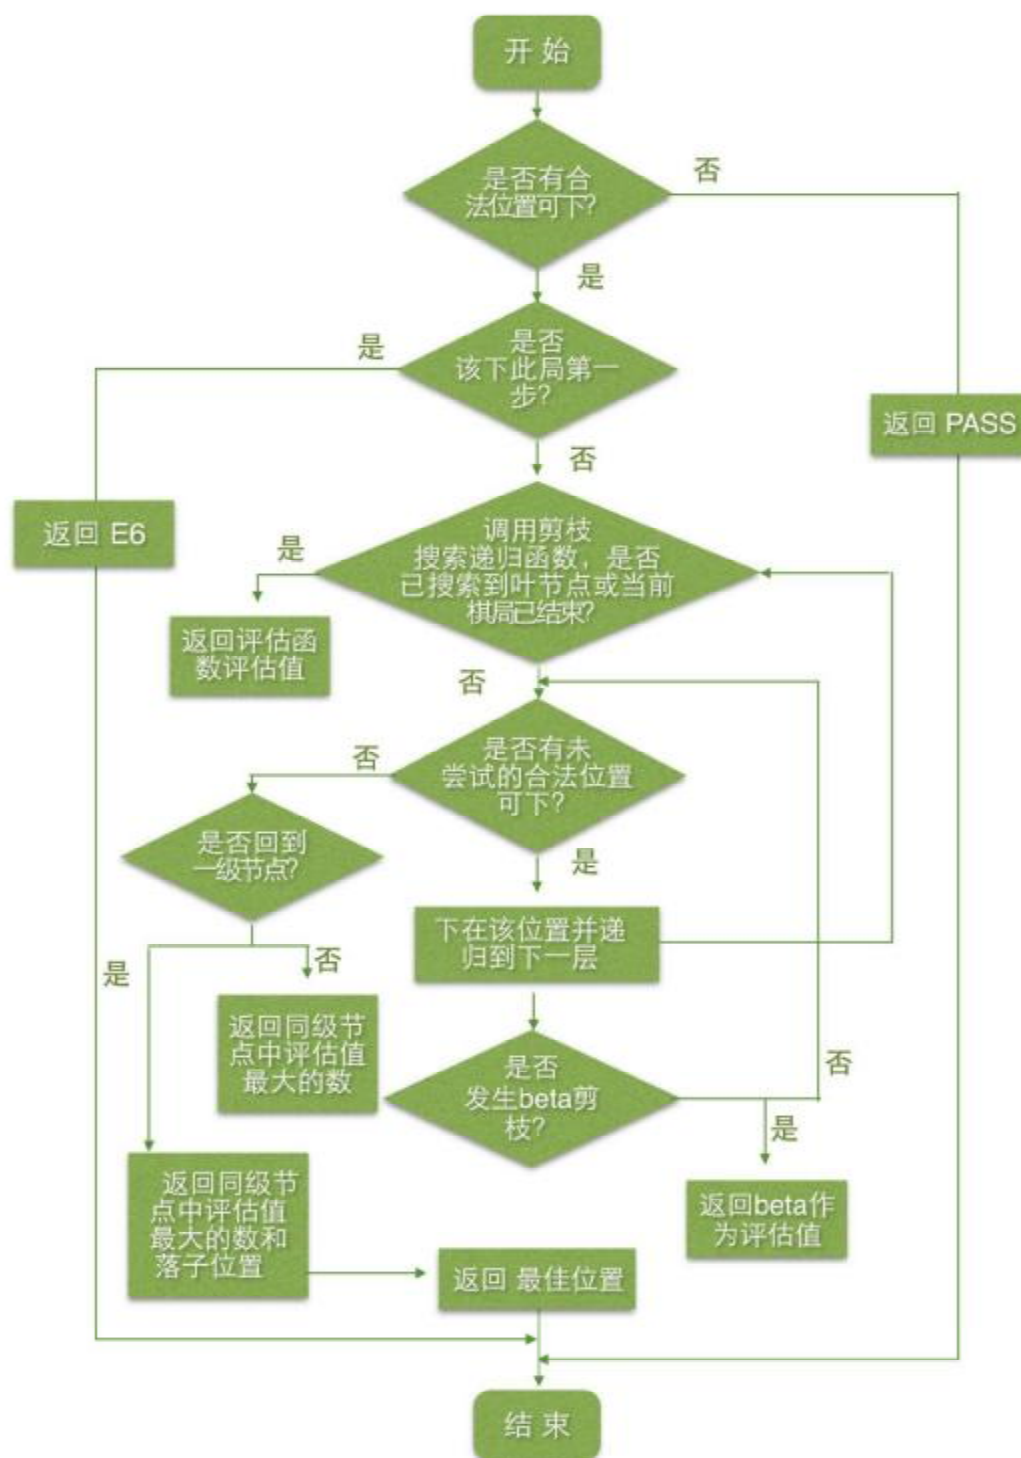 开 始
是否有合
法位置可下?
否
是
是否
该下此局第一
步?
是
返回 PASS
否
返回 E6
调用剪枝
搜索递归函数，是否
已搜索到叶节点或当前
棋局已结束?
是
返回评估函
数评估值
否
是否有未
尝试的合法位置
可下?
否
是否回到
一级节点?
是
下在该位置并递
归到下一层
是
否
返回同级节
点中评估值
最大的数
是否
发生beta剪
枝?
否
是
返回同级节
点中评估值
最大的数和
落子位置
返回beta作
为评估值
返回 最佳位置
结 束